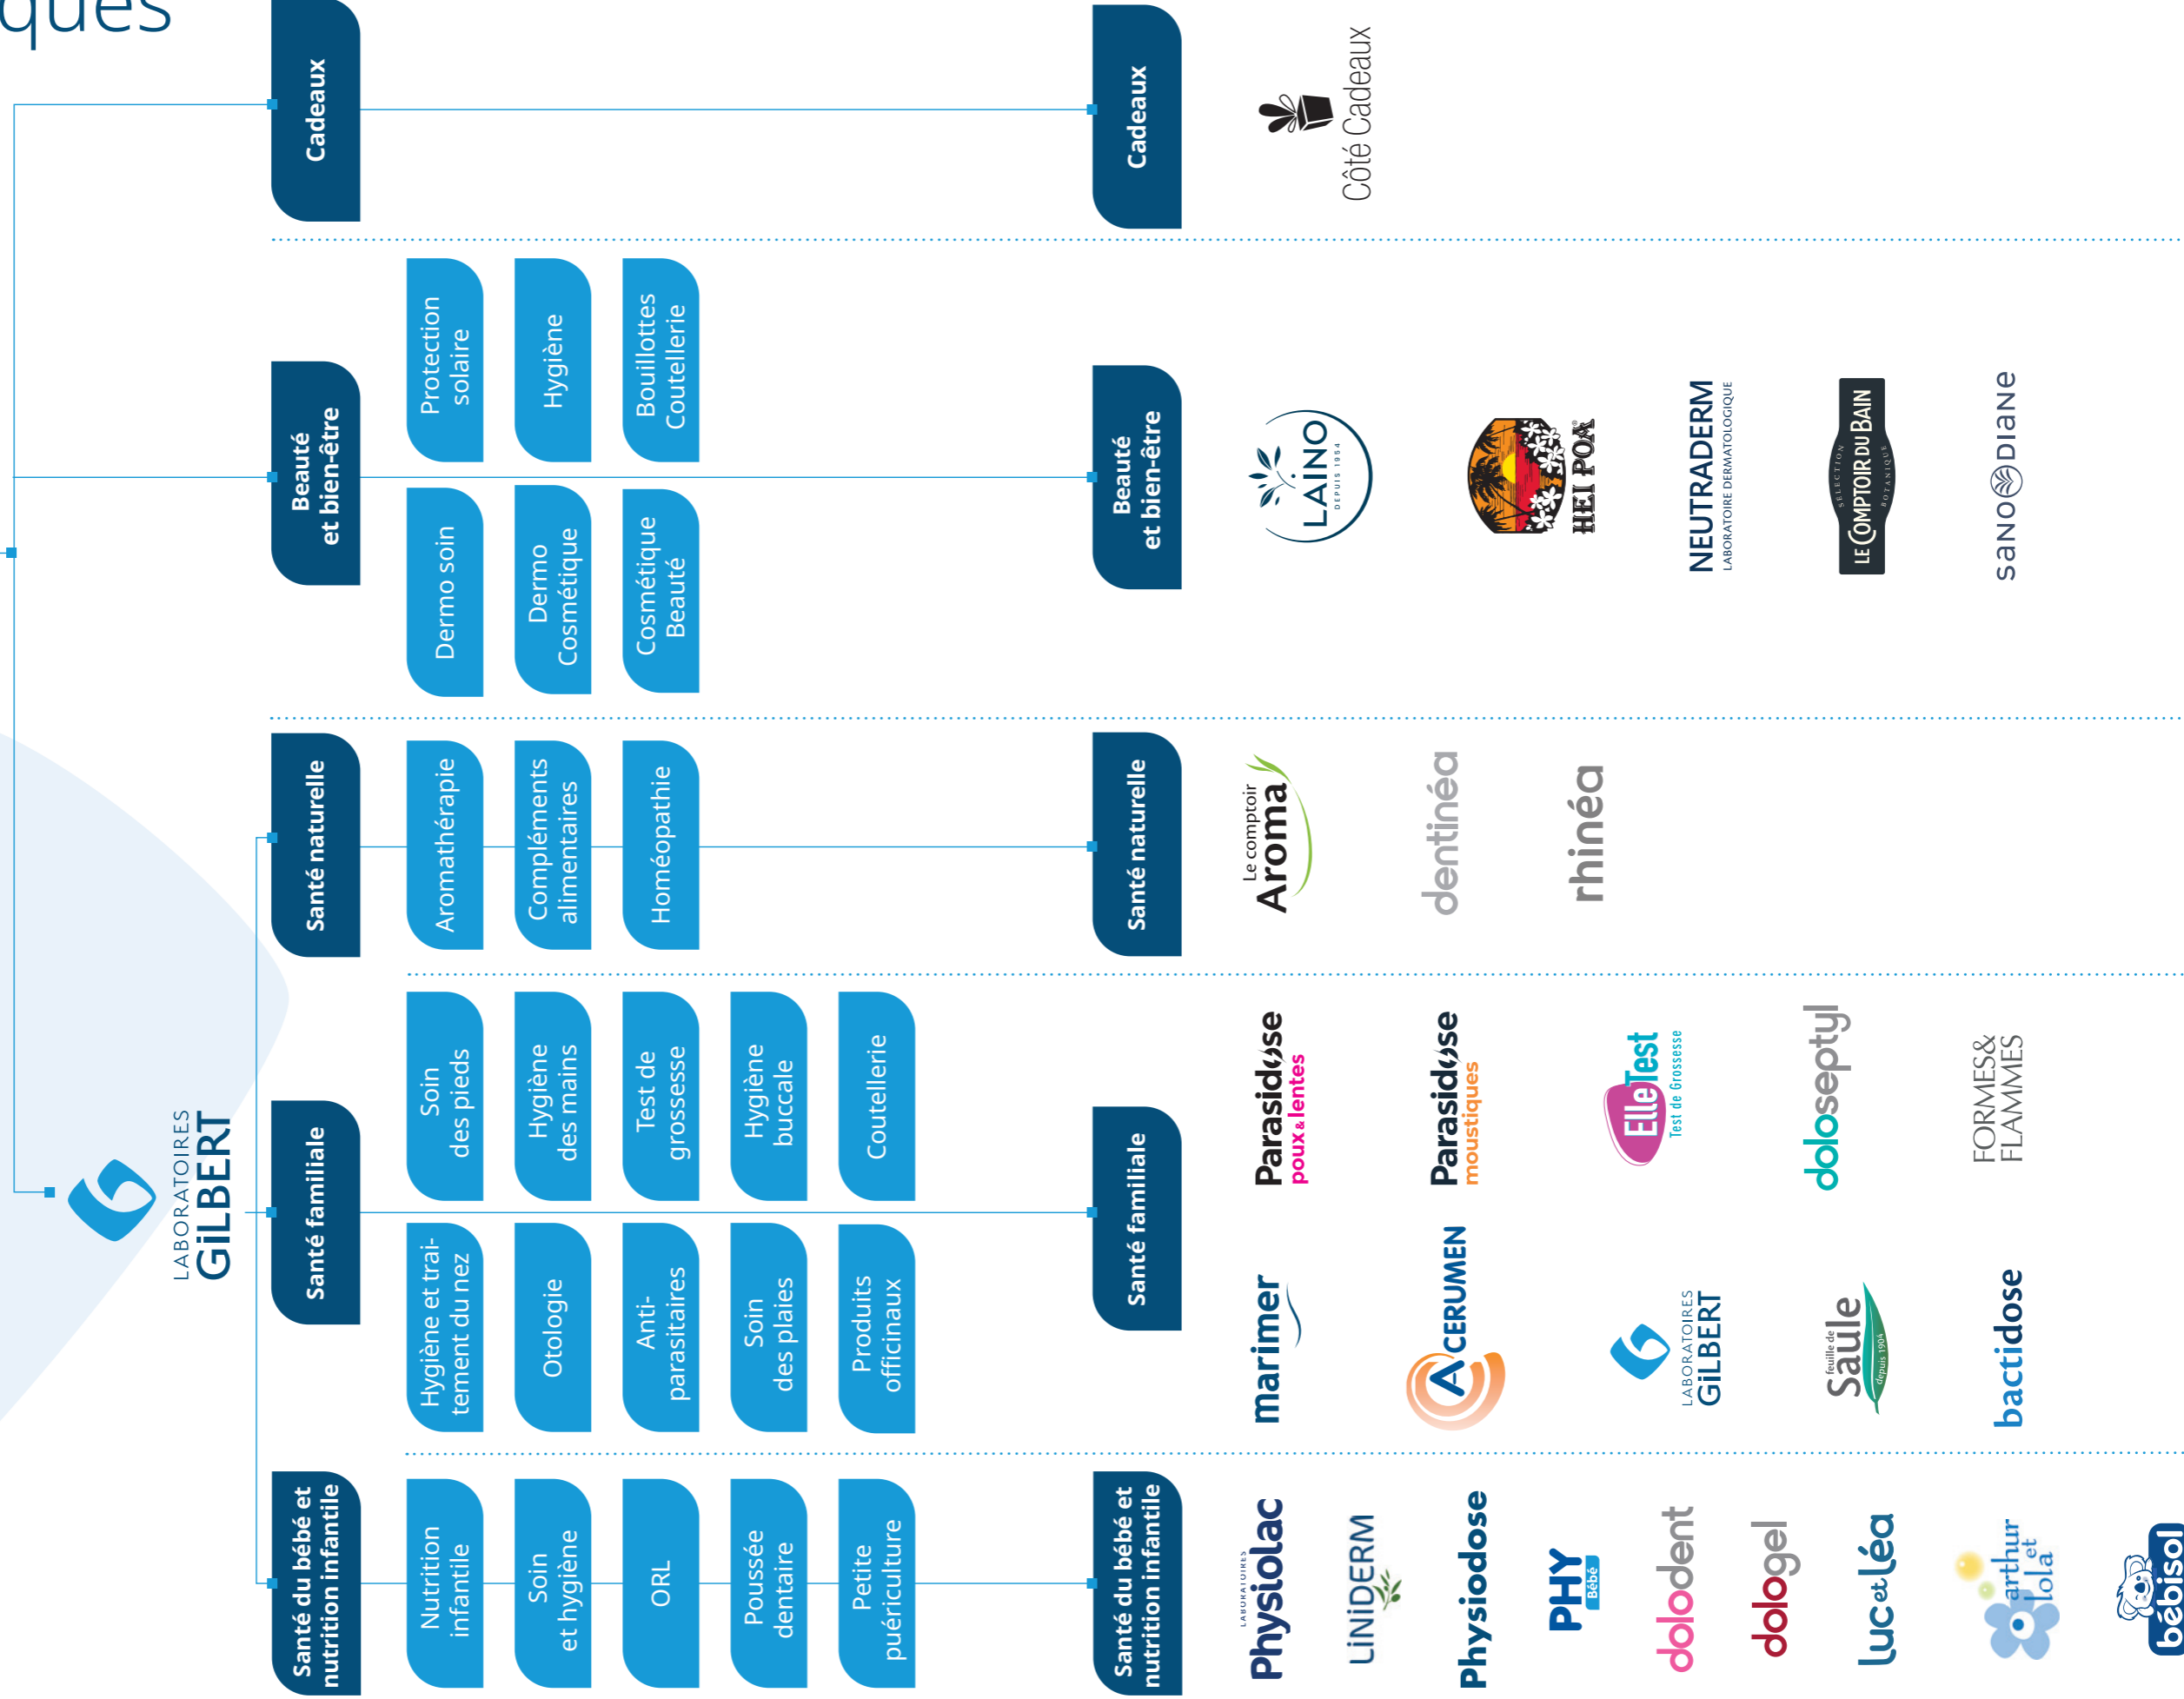 ques
LABORATOIRES
GiLBERT
Santé du bébé et
nutrition infantile
Santé familiale
Santé naturelle
Beauté
et bien-être
Cadeaux
Nutrition
infantile
Soin
et hygiène
ORL
Poussée
dentaire
Petite
puériculture
Hygiène et trai-
tement du nez
Otologie
Anti-
parasitaires
Soin
des plaies
Produits
officinaux
Soin
des pieds
Hygiène
des mains
Test de
grossesse
Hygiène
buccale
Coutellerie
Aromathérapie
Compléments
alimentaires
Homéopathie
Dermo soin
Dermo
Cosmétique
Cosmétique
Beauté
Protection
solaire
Hygiène
Bouillottes
Coutellerie
Santé du bébé et
nutrition infantile
Santé familiale
Santé naturelle
Beauté
et bien-être
Cadeaux
LABORATOIRES
Physiolac
LiNiDERM
Physiodose
PHY
Bébé
dolodent
dologel
luc et léa
arthur
et
lola
bébisol
marimer
A CERUMEN
LABORATOIRES
GiLBERT
feuille de
Saule
depuis 1904
bactidose
Parasidose
poux & lentes
Parasidose
moustiques
ElleTest
Test de Grossesse
doloseptyl
FORMES&
FLAMMES
Le comptoir
Aroma
dentinéa
rhinéa
LAINO
DEPUIS 1954
HEI POA®
NEUTRADERM
LABORATOIRE DERMATOLOGIQUE
SELECTION
LE COMPTOIR DU BAIN
BOTANIQUE
sanoDiane
Côté Cadeaux